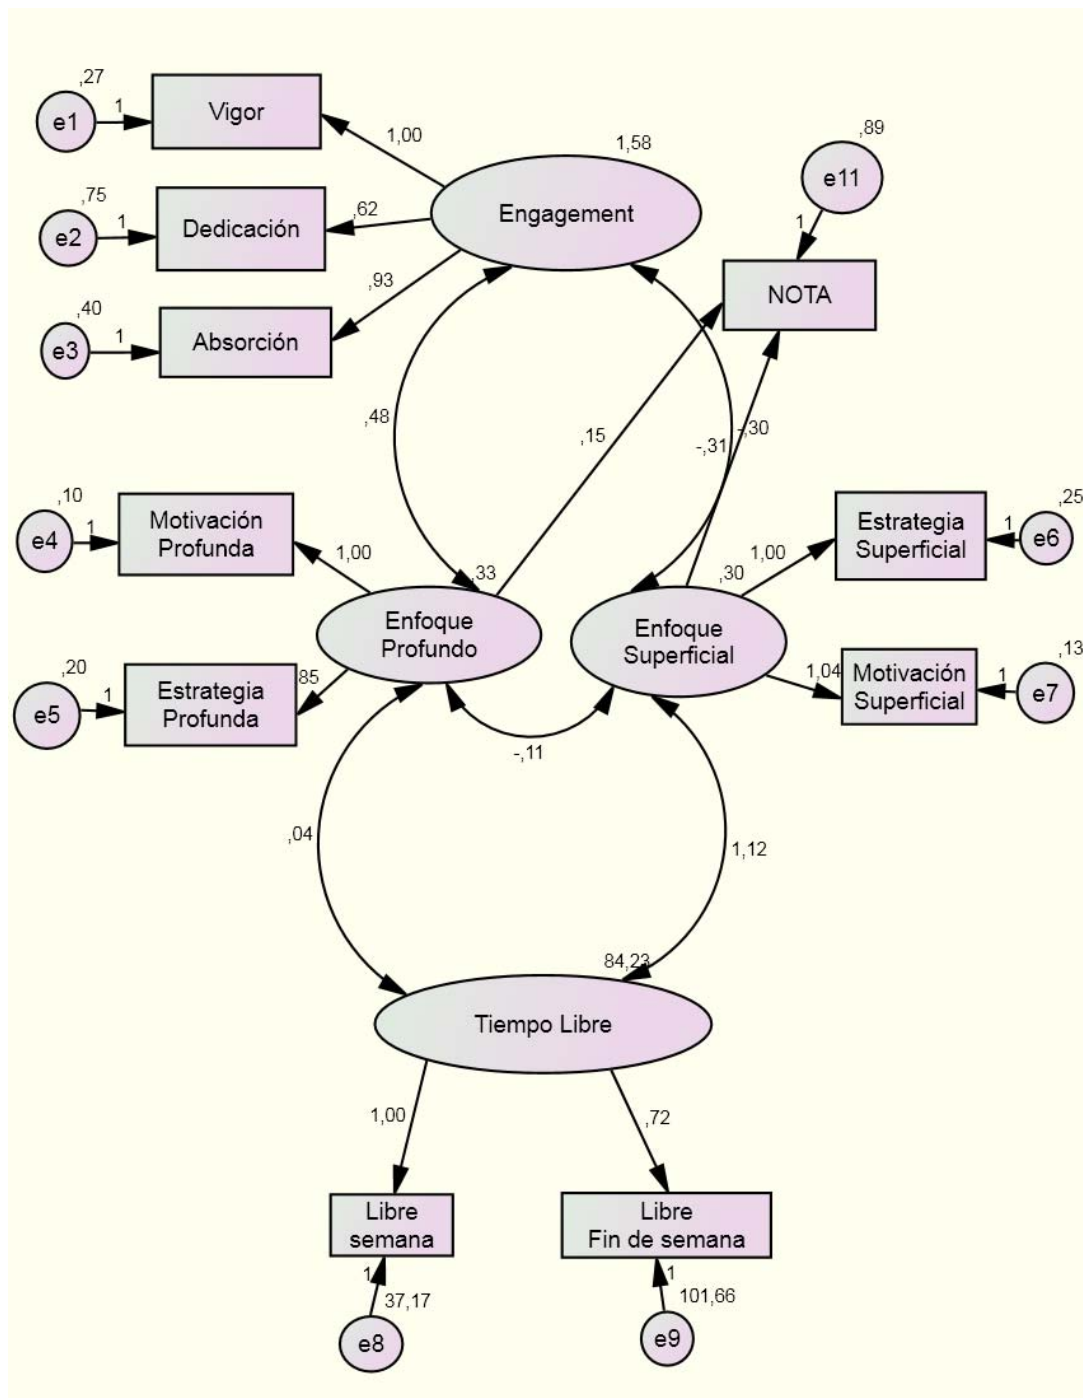 ,27
e1
1
Vigor
1,00
1,58
Engagement
,89
e11
1
NOTA
,75
e2
1
Dedicación
,62
,40
e3
1
Absorción
,93
,48
,15
-,31
-,30
,10
e4
1
Motivación
Profunda
1,00
,33
Enfoque
Profundo
,30
Enfoque
Superficial
1,00
Estrategia
Superficial
1
,25
e6
,20
e5
1
Estrategia
Profunda
,85
1,04
Motivación
Superficial
1
,13
e7
-,11
,04
1,12
84,23
Tiempo Libre
1,00
,72
Libre
semana
Libre
Fin de semana
1
37,17
e8
1
101,66
e9